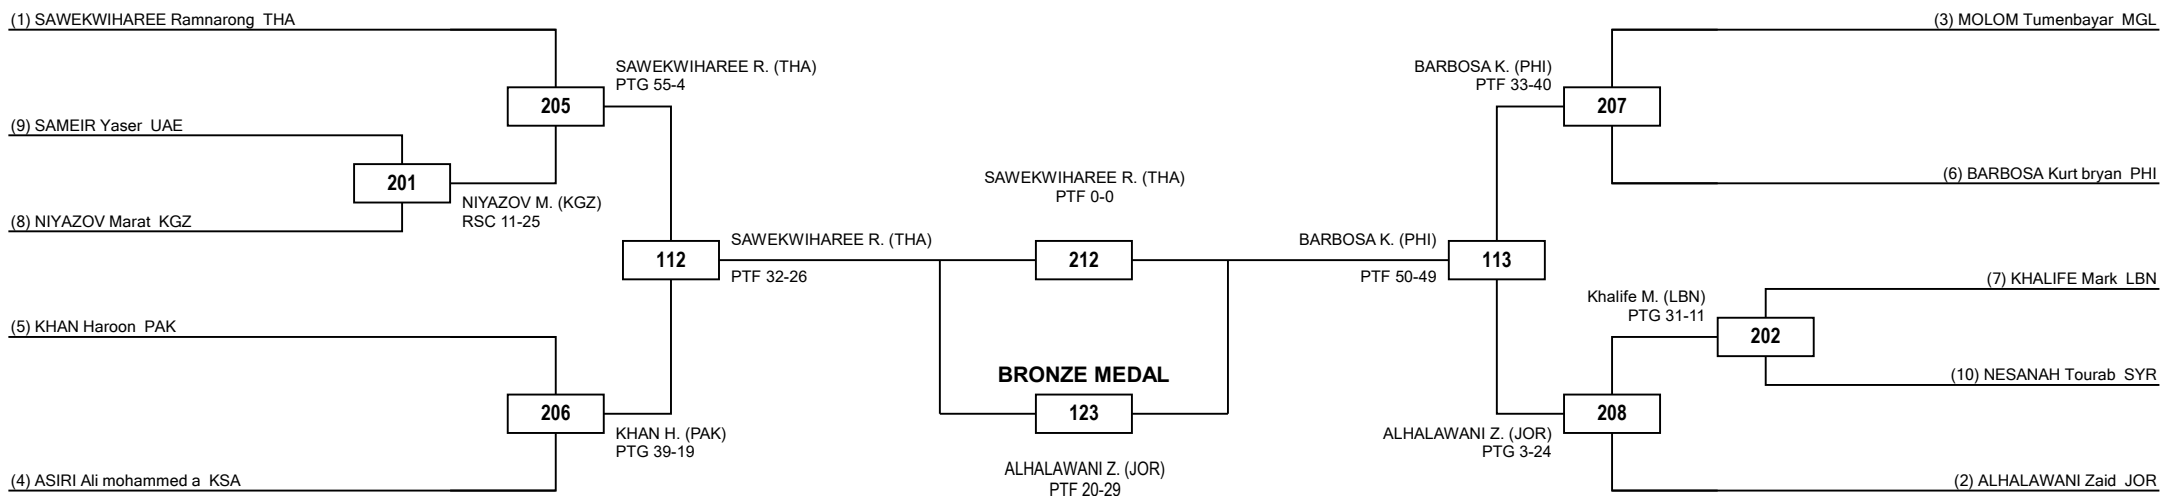 (1) SAWEKWIHAREE Ramnarong THA
SAWEKWIHAREE R. (THA)
PTG 55-4
205
(9) SAMEIR Yaser UAE
201
NIYAZOV M. (KGZ)
RSC 11-25
(8) NIYAZOV Marat KGZ
112
SAWEKWIHAREE R. (THA)
PTF 32-26
(5) KHAN Haroon PAK
206
KHAN H. (PAK)
PTG 39-19
(4) ASIRI Ali mohammed a KSA
SAWEKWIHAREE R. (THA)
PTF 0-0
212
BRONZE MEDAL
123
ALHALAWANI Z. (JOR)
PTF 20-29
(3) MOLOM Tumenbayar MGL
BARBOSA K. (PHI)
PTF 33-40
207
(6) BARBOSA Kurt bryan PHI
BARBOSA K. (PHI)
PTF 50-49
113
(7) KHALIFE Mark LBN
Khalife M. (LBN)
PTG 31-11
202
(10) NESANAH Tourab SYR
208
ALHALAWANI Z. (JOR)
PTG 3-24
(2) ALHALAWANI Zaid JOR